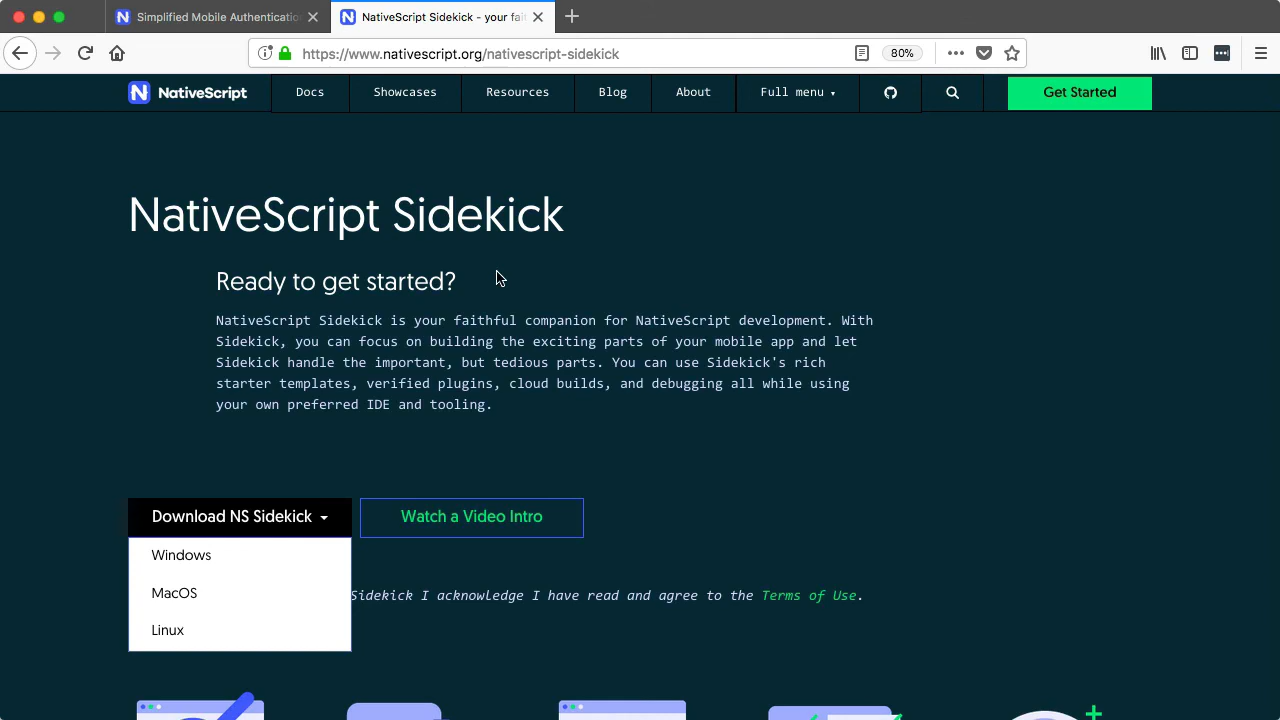 Simplified Mobile Authentication
NativeScript Sidekick - your fai
https://www.nativescript.org/nativescript-sidekick
80%
NativeScript
Docs
Showcases
Resources
Blog
About
Full menu
Get Started
NativeScript Sidekick
Ready to get started?
NativeScript Sidekick is your faithful companion for NativeScript development. With
Sidekick, you can focus on building the exciting parts of your mobile app and let
Sidekick handle the important, but tedious parts. You can use Sidekick's rich
starter templates, verified plugins, cloud builds, and debugging all while using
your own preferred IDE and tooling.
Download NS Sidekick
Watch a Video Intro
Windows
MacOS
Sidekick I acknowledge I have read and agree to the Terms of Use.
Linux